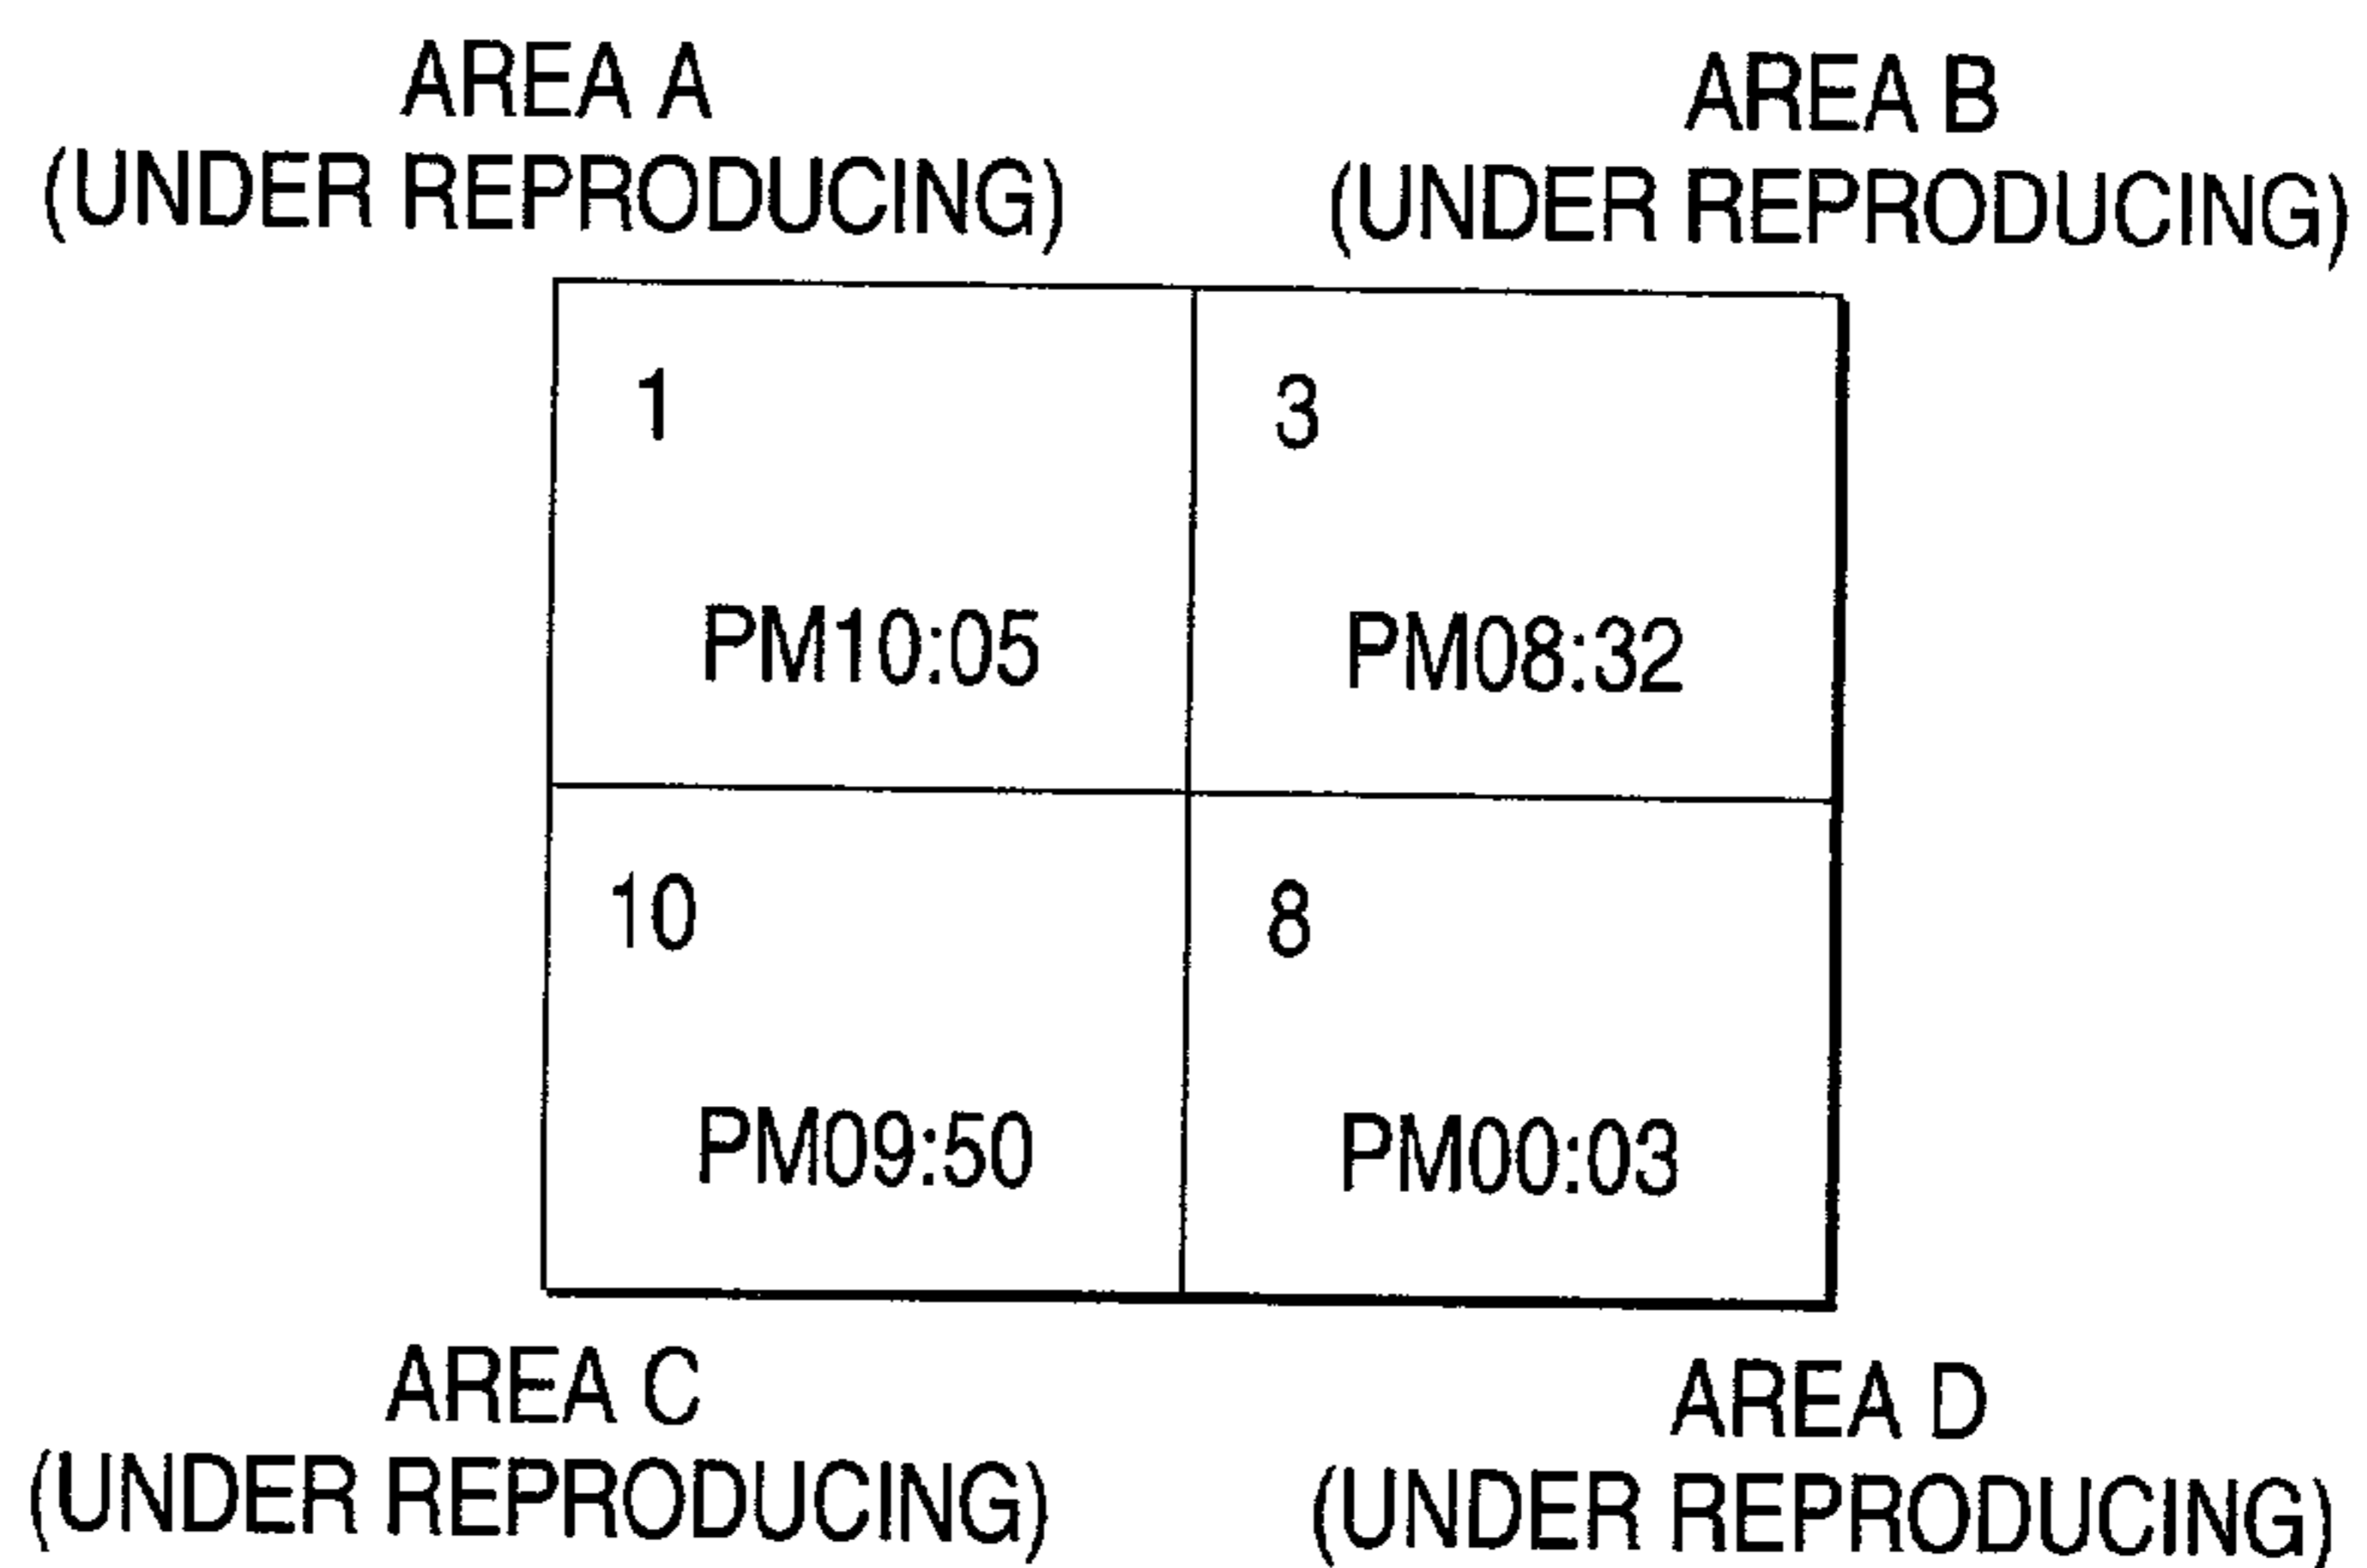 AREA A
(UNDER REPRODUCING)
AREA B
(UNDER REPRODUCING)
1
3
PM10:05
PM08:32
10
8
PM09:50
PM00:03
AREA C
(UNDER REPRODUCING)
AREA D
(UNDER REPRODUCING)